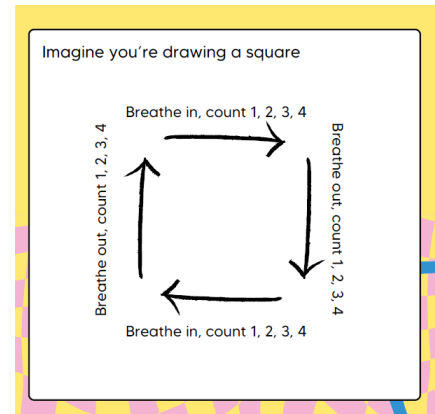 Imagine you're drawing a square
Breathe in, count 1, 2, 3, 4
Breathe out, count 1, 2, 3, 4
Breathe in, count 1, 2, 3, 4
Breathe out, count 1, 2, 3, 4